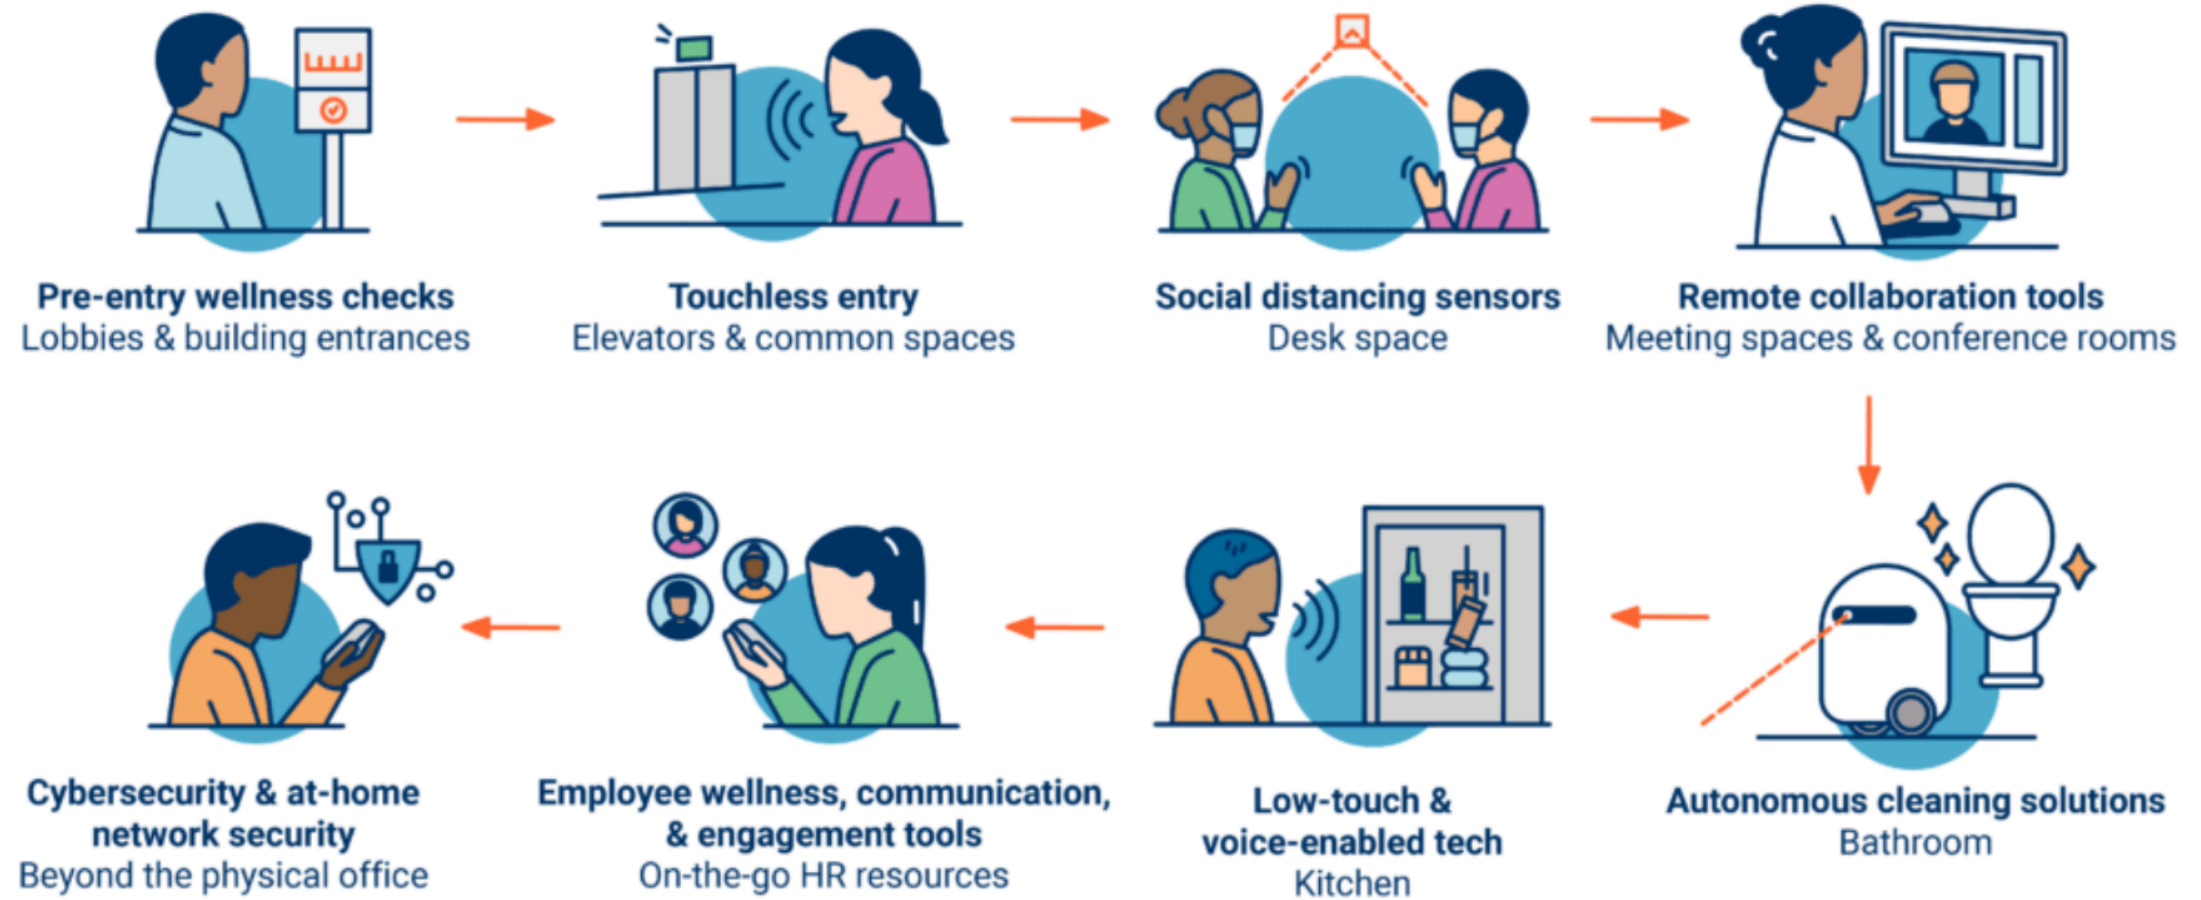 Pre-entry wellness checks
Lobbies & building entrances
Touchless entry
Elevators & common spaces
Social distancing sensors
Desk space
Remote collaboration tools
Meeting spaces & conference rooms
Autonomous cleaning solutions
Bathroom
Low-touch &
voice-enabled tech
Kitchen
Employee wellness, communication,
& engagement tools
On-the-go HR resources
Cybersecurity & at-home
network security
Beyond the physical office